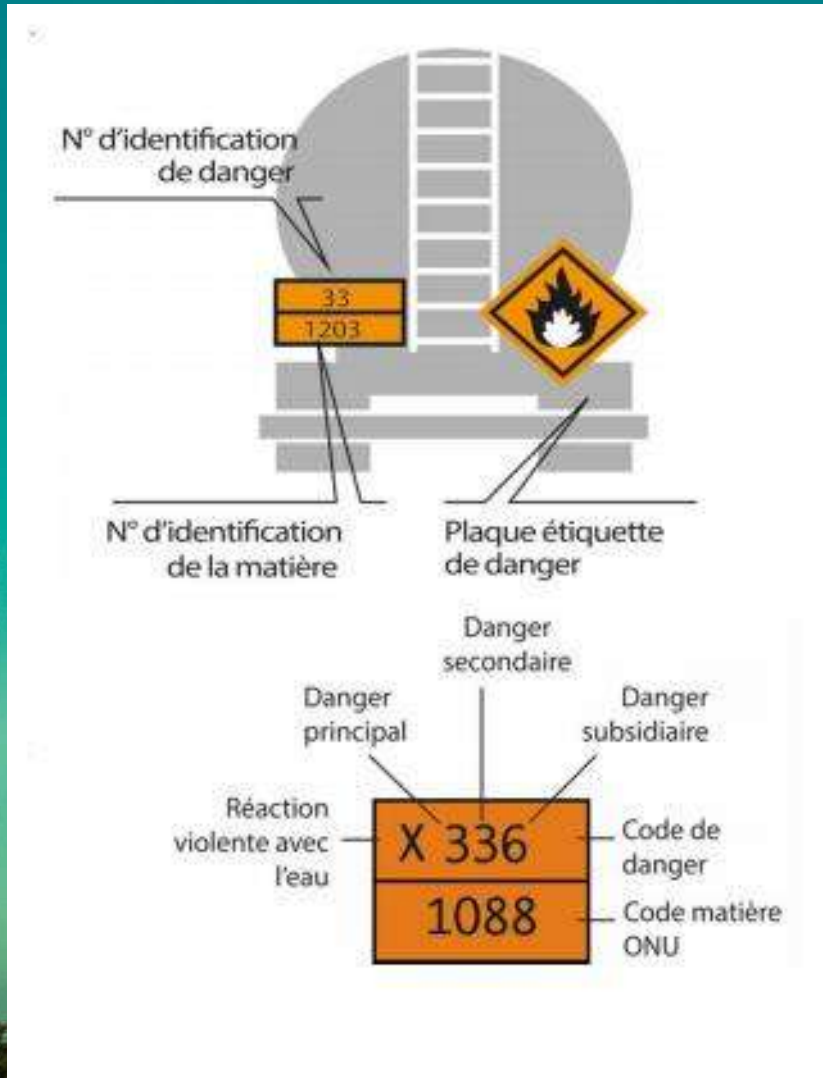 N° d'identification
de danger
33
1203
N° d'identification
de la matière
Plaque étiquette
de danger
Danger
secondaire
Danger
principal
Danger
subsidiaire
Réaction
violente avec
l'eau
X 336
1088
Code de
danger
Code matière
ONU